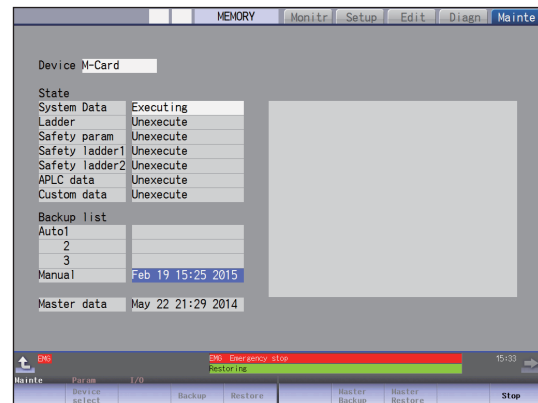 MEMORY Monitr Setup Edit Diagn Mainte
Device M-Card
State
System Data Executing
Ladder Unexecute
Safety param Unexecute
Safety ladder1 Unexecute
Safety ladder2 Unexecute
APLC data Unexecute
Custom data Unexecute
Backup list
Auto1
2
3
Manual Feb 19 15:25 2015
Master data May 22 21:29 2014
EMG EMG Emergency stop 15:33
Restoring
Mainte Param I/O
Device select Backup Restore Master Backup Master Restore Stop